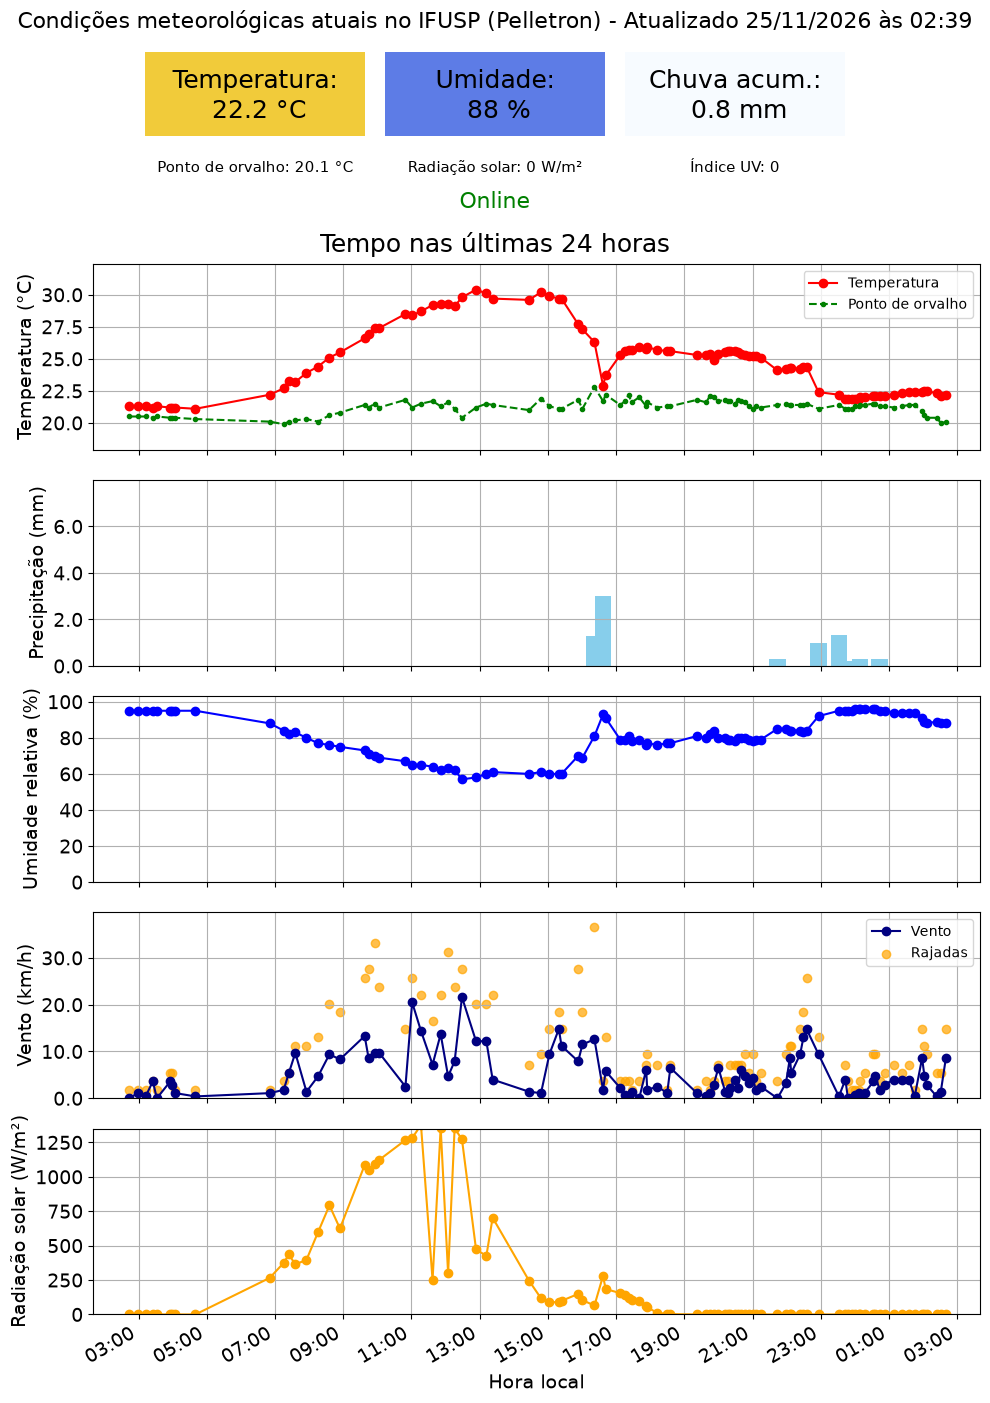 Condições meteorológicas atuais no IFUSP (Pelletron) - Atualizado 25/11/2026 às 02:39
Temperatura:
22.2 °C
Umidade:
88 %
Chuva acum.:
0.8 mm
Ponto de orvalho: 20.1 °C
Radiação solar: 0 W/m²
Índice UV: 0
Online
Tempo nas últimas 24 horas
Temperatura (°C)
30.0
27.5
25.0
22.5
20.0
Temperatura
Ponto de orvalho
Precipitação (mm)
6.0
4.0
2.0
0.0
Umidade relativa (%)
100
80
60
40
20
0
Vento (km/h)
30.0
20.0
10.0
0.0
Vento
Rajadas
Radiação solar (W/m²)
1250
1000
750
500
250
0
03:00
05:00
07:00
09:00
11:00
13:00
15:00
17:00
19:00
21:00
23:00
01:00
03:00
Hora local